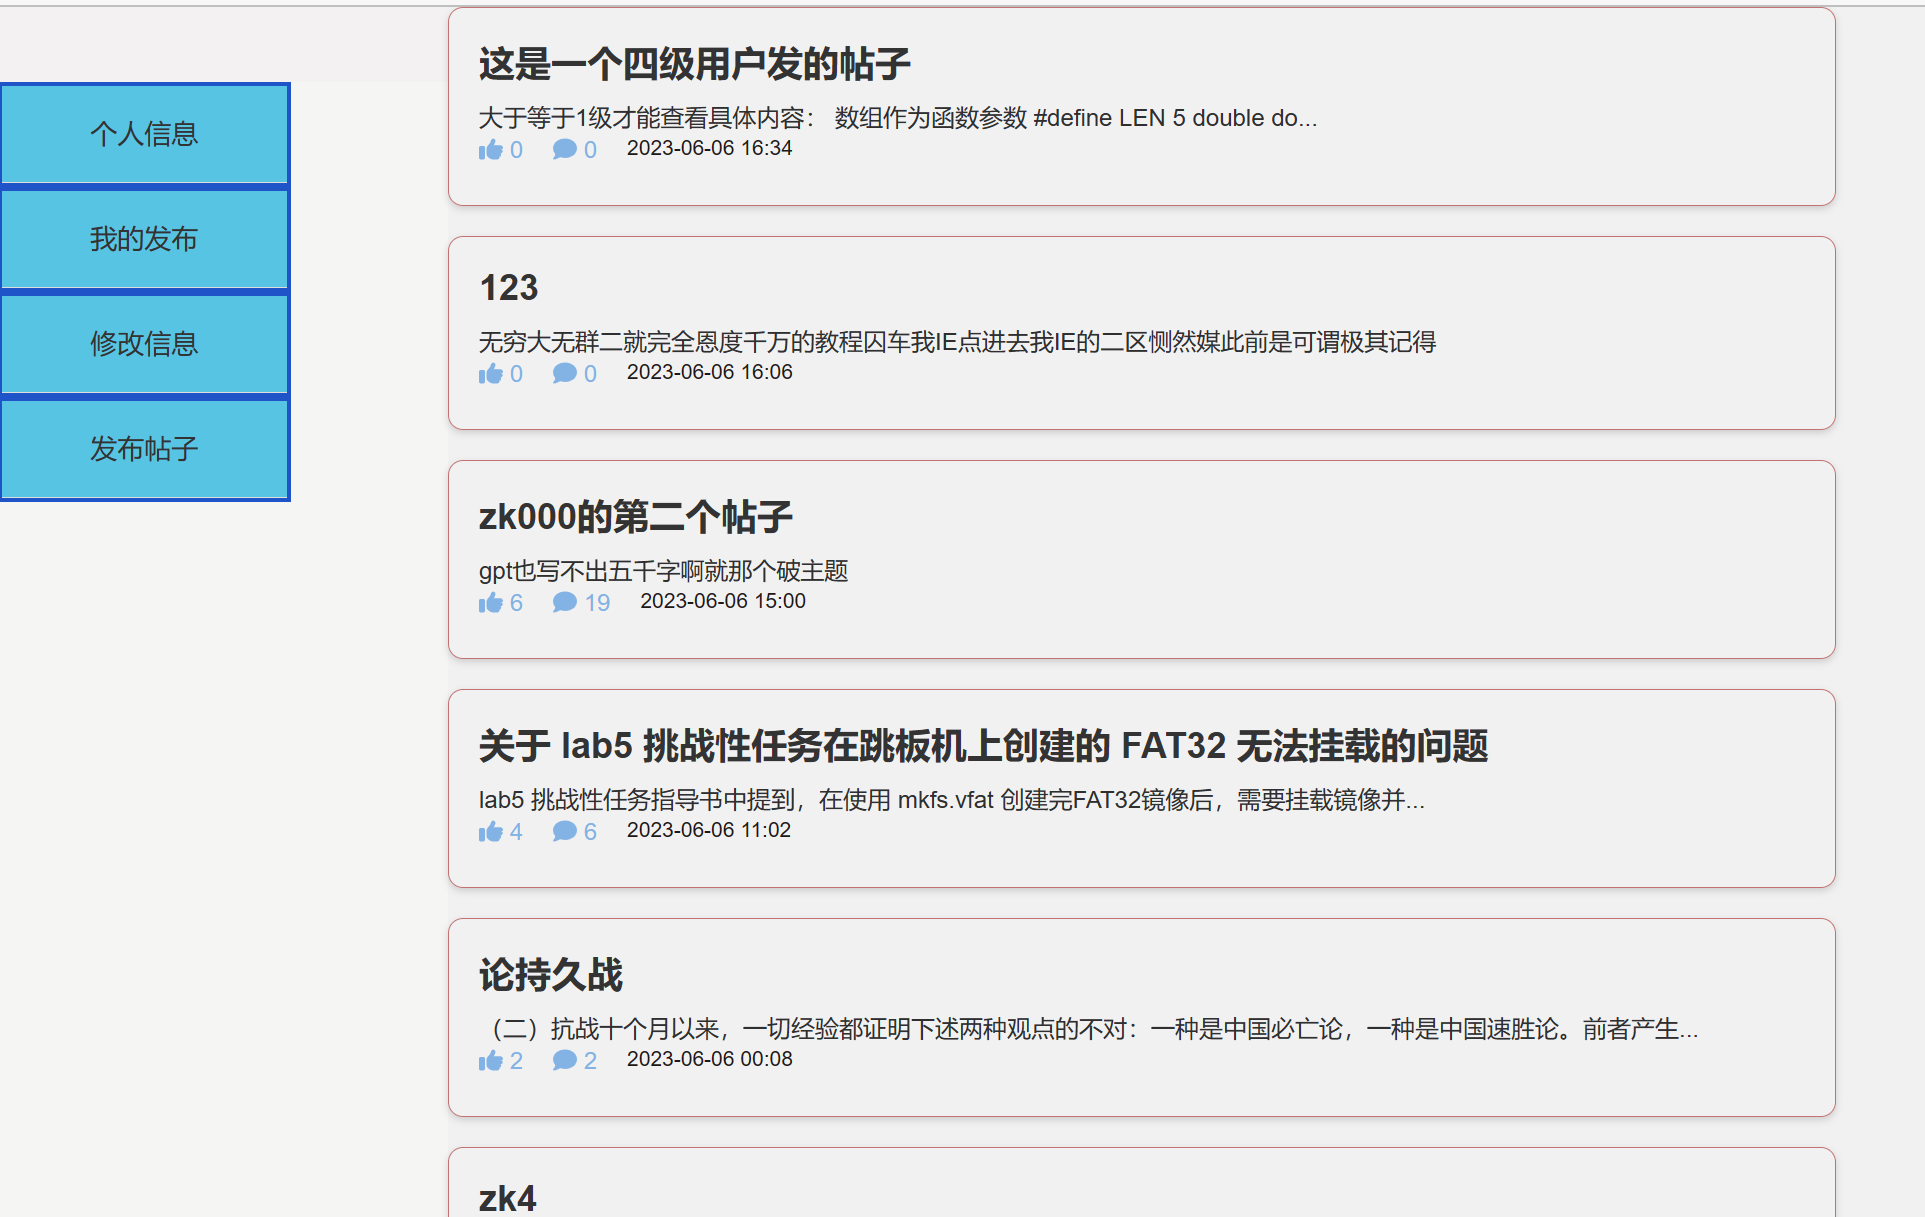 个人信息
我的发布
修改信息
发布帖子
这是一个四级用户发的帖子
大于等于1级才能查看具体内容： 数组作为函数参数 #define LEN 5 double do...
0 0 2023-06-06 16:34
123
无穷大无群二就完全恩度千万的教程囚车我IE点进去我IE的二区恻然媒此前是可谓极其记得
0 0 2023-06-06 16:06
zk000的第二个帖子
gpt也写不出五千字啊就那个破主题
6 19 2023-06-06 15:00
关于 lab5 挑战性任务在跳板机上创建的 FAT32 无法挂载的问题
lab5 挑战性任务指导书中提到，在使用 mkfs.vfat 创建完FAT32镜像后，需要挂载镜像并...
4 6 2023-06-06 11:02
论持久战
（二）抗战十个月以来，一切经验都证明下述两种观点的不对：一种是中国必亡论，一种是中国速胜论。前者产生...
2 2 2023-06-06 00:08
zk4